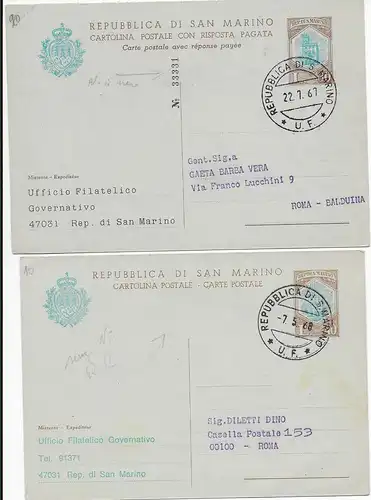 REPUBBLICA DI SAN MARINO
CARTOLINA POSTALE CON RISPOSTA PAGATA
Carte postale avec réponse payée
REPUBBLICA DI S. MARINO
22.7.67
* U.F. *
Nº 33331
Gent.Sig.a
GAETA BARBA VERA
Via Franco Lucchini 9
ROMA - BALDUINA
Mittente - Expéditeur
Ufficio Filatelico
Governativo
47031 Rep. di San Marino
REPUBBLICA DI SAN MARINO
CARTOLINA POSTALE - CARTE POSTALE
REPUBBLICA DI S. MARINO
-7.5.68
* U.F. *
Mittente - Expéditeur
Ufficio Filatelico Governativo
Tel. 91371
47031 Rep. di San Marino
Sig.DILETTI DINO
Casella Postale 153
00100 - ROMA